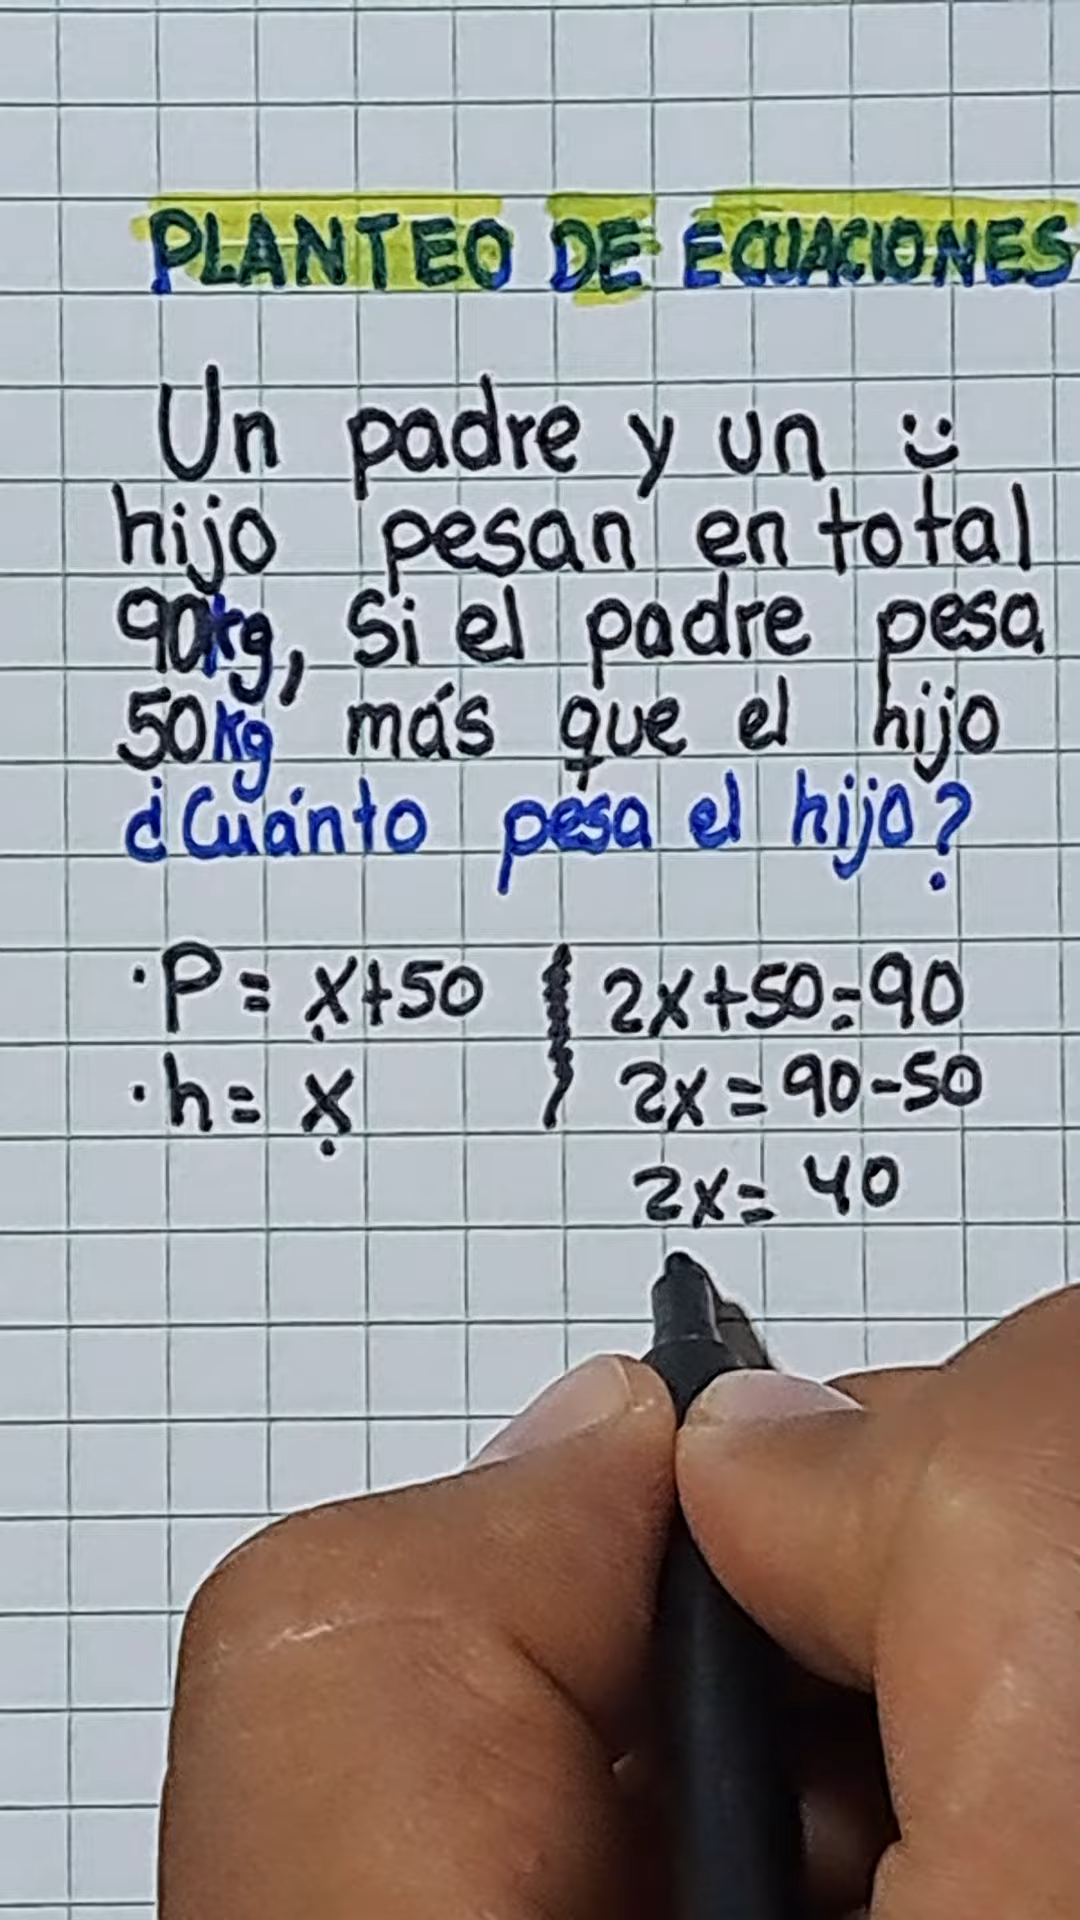 PLANTEO DE ECUACIONES
Un padre y un
hijo pesan en total
90kg, Si el padre pesa
50kg más que el hijo
¿Cuánto pesa el hijo?
·P = x+50
·h = x
2x+50=90
2x = 90-50
2x = 40